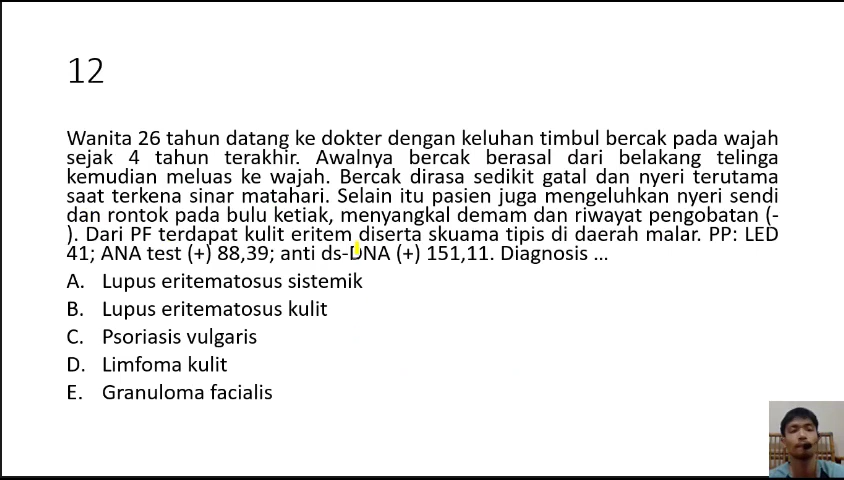 12
Wanita 26 tahun datang ke dokter dengan keluhan timbul bercak pada wajah
sejak 4 tahun terakhir. Awalnya bercak berasal dari belakang telinga
kemudian meluas ke wajah. Bercak dirasa sedikit gatal dan nyeri terutama
saat terkena sinar matahari. Selain itu pasien juga mengeluhkan nyeri sendi
dan rontok pada bulu ketiak, menyangkal demam dan riwayat pengobatan (-
). Dari PF terdapat kulit eritem diserta skuama tipis di daerah malar. PP: LED
41; ANA test (+) 88,39; anti ds-DNA (+) 151,11. Diagnosis ...
A. Lupus eritematosus sistemik
B. Lupus eritematosus kulit
C. Psoriasis vulgaris
D. Limfoma kulit
E. Granuloma facialis